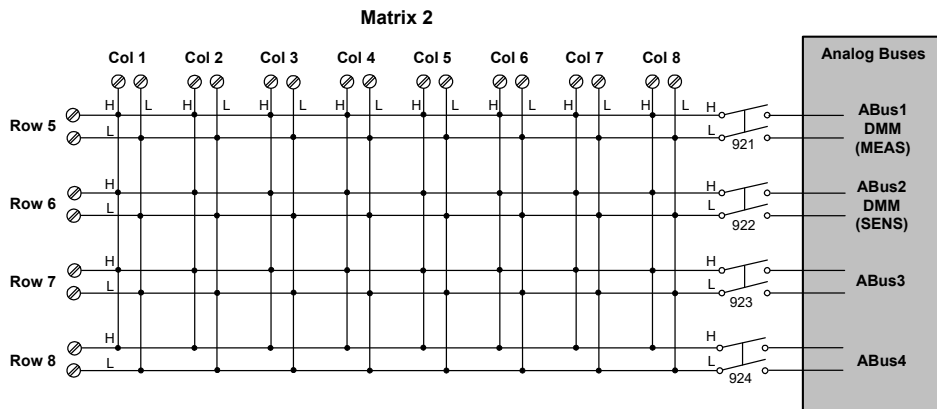 Matrix 2
Col 1 Col 2 Col 3 Col 4 Col 5 Col 6 Col 7 Col 8
Analog Buses
H L H L H L H L H L H L H L H L
Row 5
H
L
921
ABus1
DMM
(MEAS)
Row 6
H
L
H
L
922
ABus2
DMM
(SENS)
Row 7
H
L
H
L
923
ABus3
Row 8
H
L
H
L
924
ABus4
L